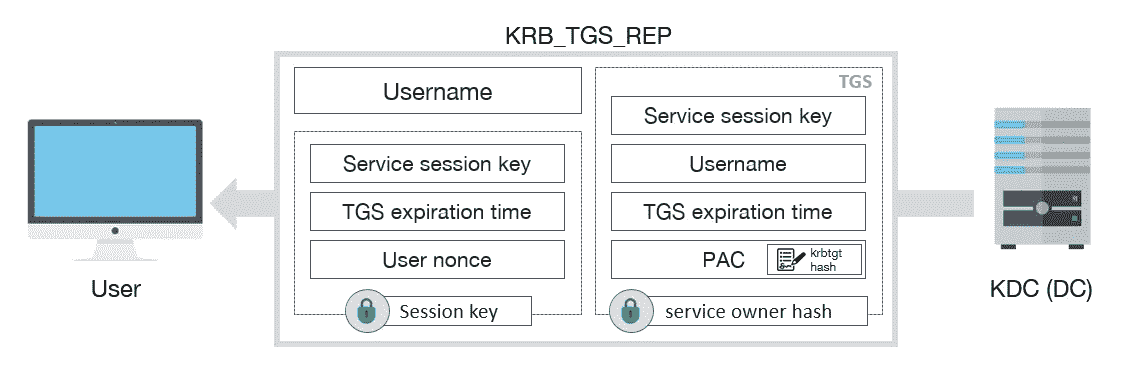 KRB_TGS_REP
Username
Service session key
TGS expiration time
User nonce
Session key
TGS
Service session key
Username
TGS expiration time
PAC
krbtgt
hash
service owner hash
User
KDC (DC)